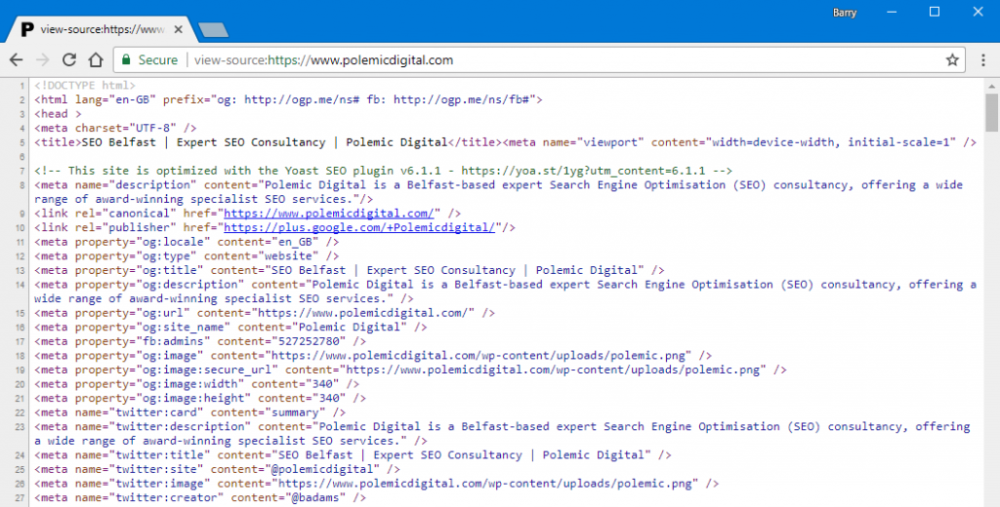 Barry
view-source:https://www
Secure | view-source:https://www.polemicdigital.com
1 <!DOCTYPE html>
2 <html lang="en-GB" prefix="og: http://ogp.me/ns# fb: http://ogp.me/ns/fb#">
3 <head >
4 <meta charset="UTF-8" />
5 <title>SEO Belfast | Expert SEO Consultancy | Polemic Digital</title><meta name="viewport" content="width=device-width, initial-scale=1" />
6
7 <!-- This site is optimized with the Yoast SEO plugin v6.1.1 - https://yoa.st/1yg?utm_content=6.1.1 -->
8 <meta name="description" content="Polemic Digital is a Belfast-based expert Search Engine Optimisation (SEO) consultancy, offering a wide
range of award-winning specialist SEO services."/>
9 <link rel="canonical" href="https://www.polemicdigital.com/" />
10 <link rel="publisher" href="https://plus.google.com/+Polemicdigital/"/>
11 <meta property="og:locale" content="en_GB" />
12 <meta property="og:type" content="website" />
13 <meta property="og:title" content="SEO Belfast | Expert SEO Consultancy | Polemic Digital" />
14 <meta property="og:description" content="Polemic Digital is a Belfast-based expert Search Engine Optimisation (SEO) consultancy, offering a
wide range of award-winning specialist SEO services." />
15 <meta property="og:url" content="https://www.polemicdigital.com/" />
16 <meta property="og:site_name" content="Polemic Digital" />
17 <meta property="fb:admins" content="527252780" />
18 <meta property="og:image" content="https://www.polemicdigital.com/wp-content/uploads/polemic.png" />
19 <meta property="og:image:secure_url" content="https://www.polemicdigital.com/wp-content/uploads/polemic.png" />
20 <meta property="og:image:width" content="340" />
21 <meta property="og:image:height" content="340" />
22 <meta name="twitter:card" content="summary" />
23 <meta name="twitter:description" content="Polemic Digital is a Belfast-based expert Search Engine Optimisation (SEO) consultancy, offering
a wide range of award-winning specialist SEO services." />
24 <meta name="twitter:title" content="SEO Belfast | Expert SEO Consultancy | Polemic Digital" />
25 <meta name="twitter:site" content="@polemicdigital" />
26 <meta name="twitter:image" content="https://www.polemicdigital.com/wp-content/uploads/polemic.png" />
27 <meta name="twitter:creator" content="@badams" />